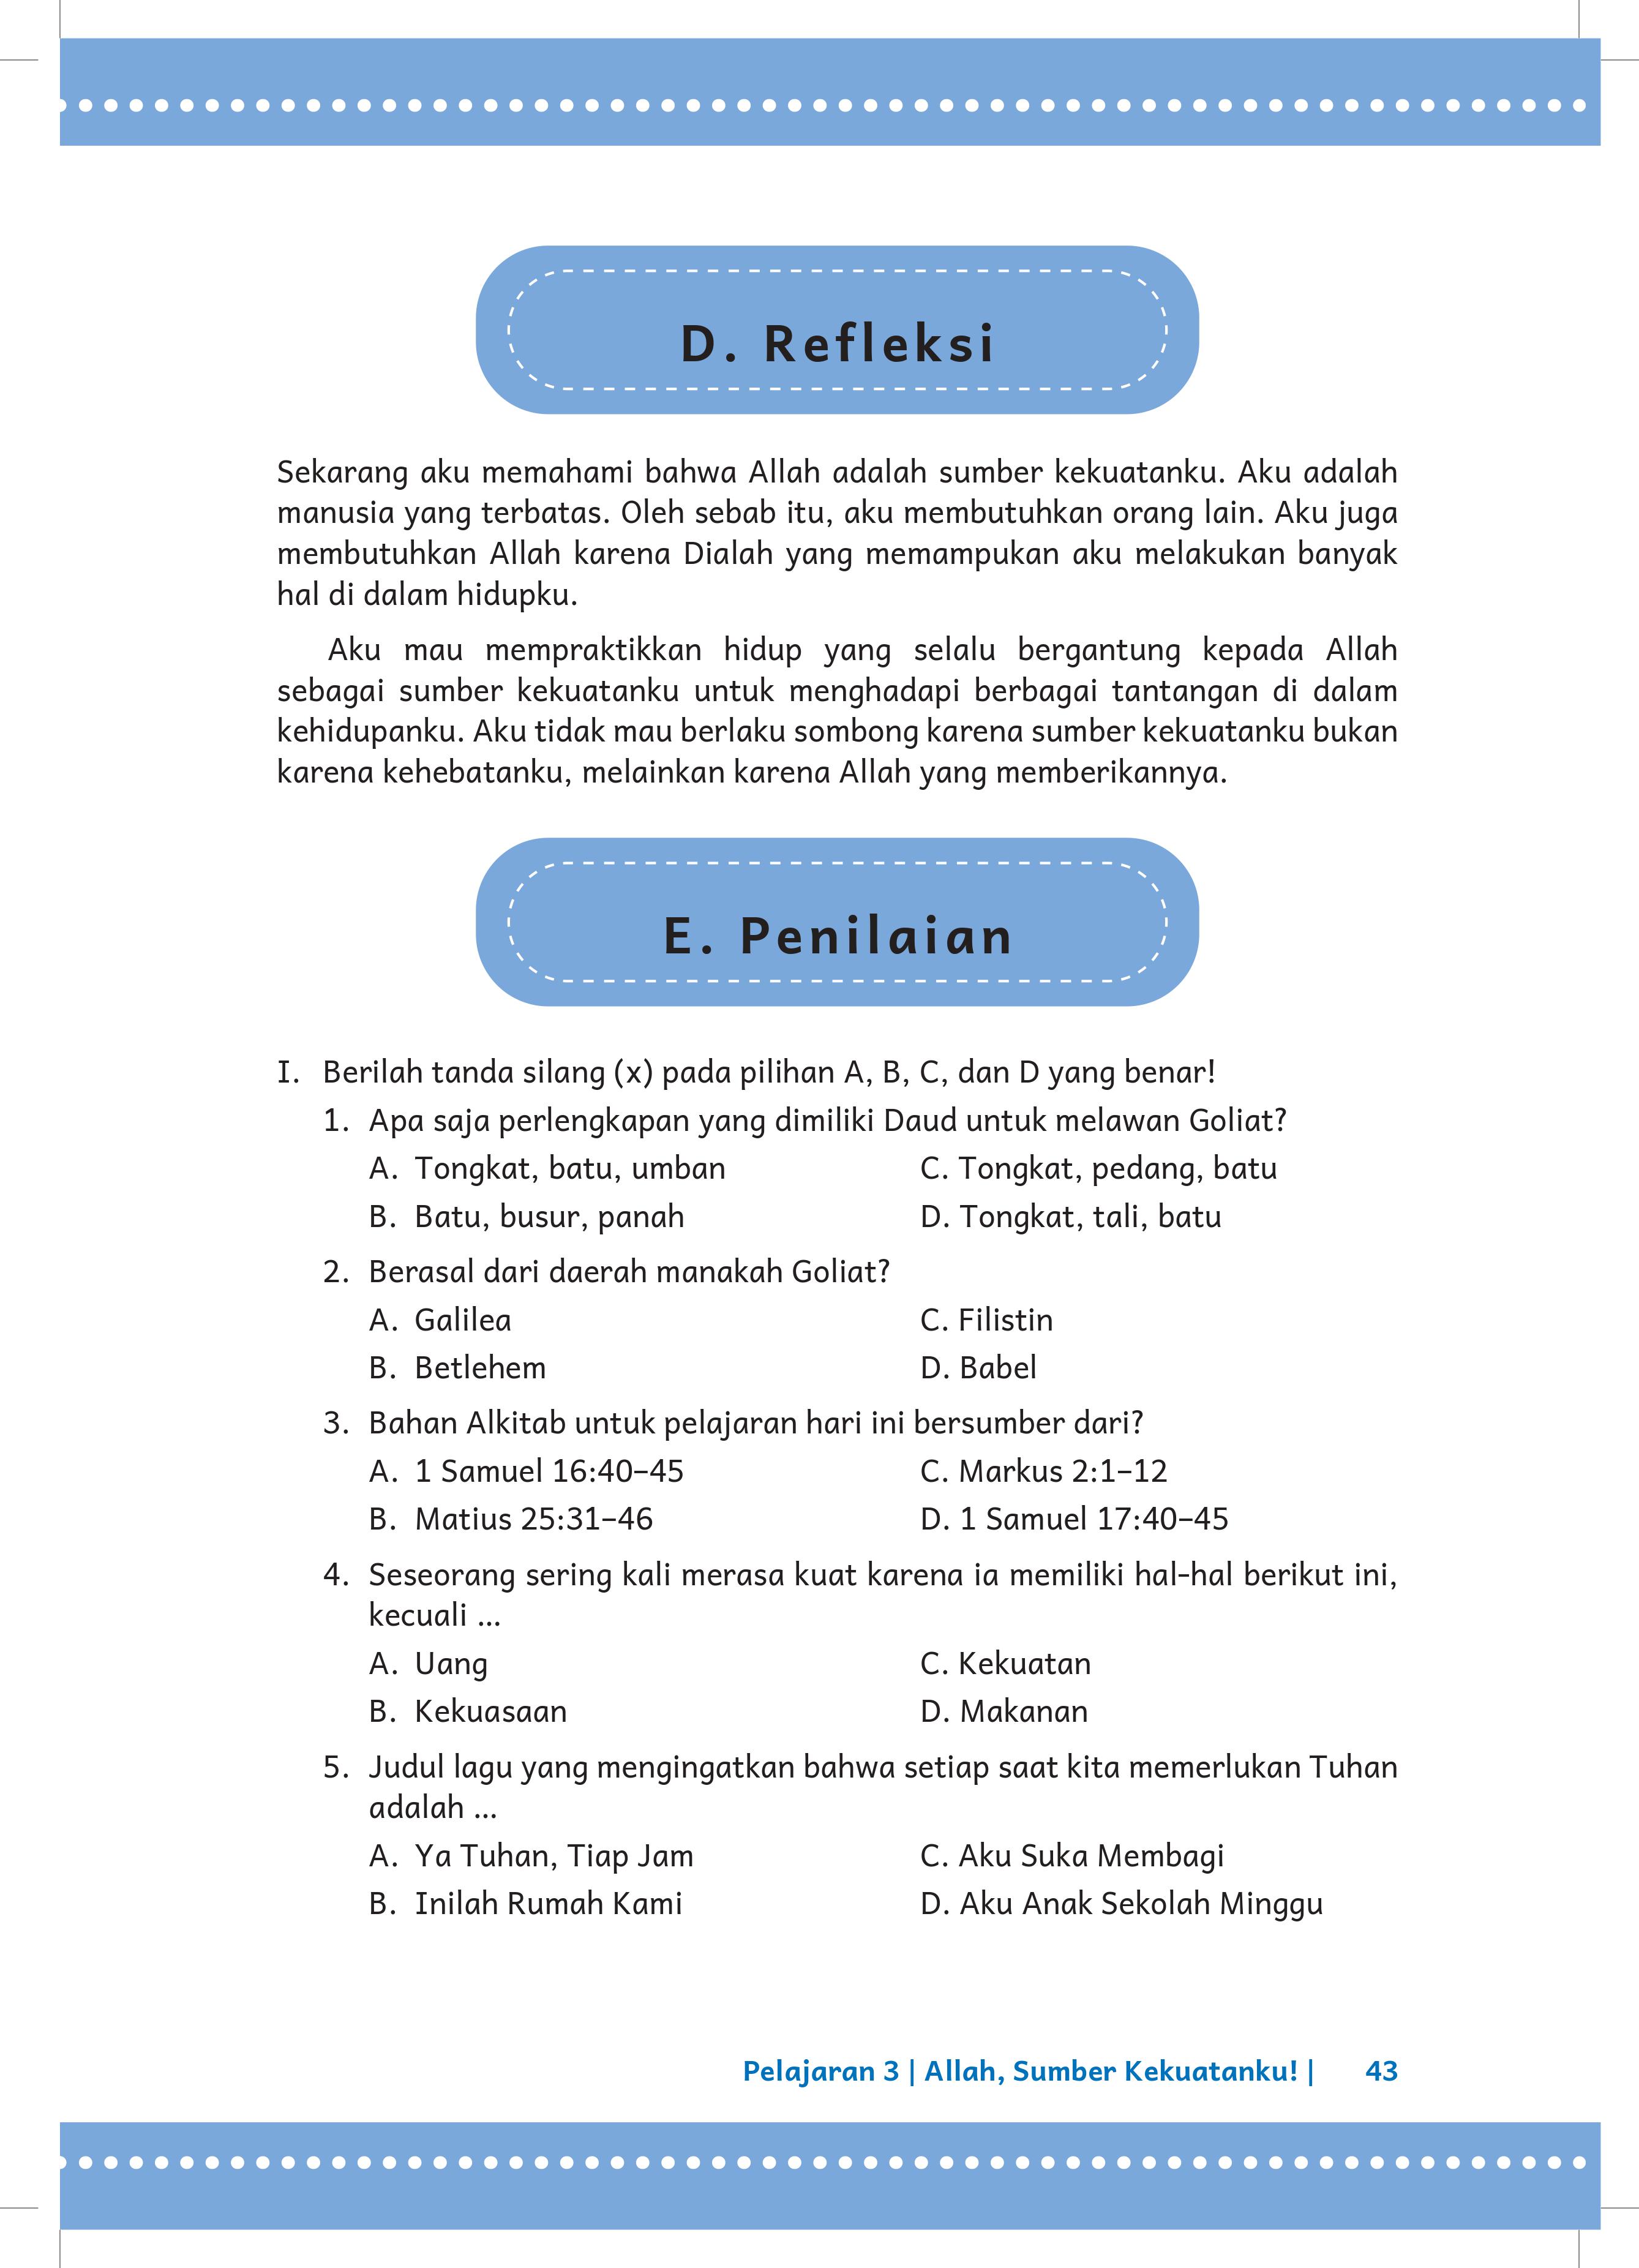 D. Refleksi
Sekarang aku memahami bahwa Allah adalah sumber kekuatanku. Aku adalah
manusia yang terbatas. Oleh sebab itu, aku membutuhkan orang lain. Aku juga
membutuhkan Allah karena Dialah yang memampukan aku melakukan banyak
hal di dalam hidupku.
Aku mau mempraktikkan hidup yang selalu bergantung kepada Allah
sebagai sumber kekuatanku untuk menghadapi berbagai tantangan di dalam
kehidupanku. Aku tidak mau berlaku sombong karena sumber kekuatanku bukan
karena kehebatanku, melainkan karena Allah yang memberikannya.
E. Penilaian
I. Berilah tanda silang (x) pada pilihan A, B, C, dan D yang benar!
1. Apa saja perlengkapan yang dimiliki Daud untuk melawan Goliat?
A. Tongkat, batu, umban C. Tongkat, pedang, batu
B. Batu, busur, panah D. Tongkat, tali, batu
2. Berasal dari daerah manakah Goliat?
A. Galilea C. Filistin
B. Betlehem D. Babel
3. Bahan Alkitab untuk pelajaran hari ini bersumber dari?
A. 1 Samuel 16:40–45 C. Markus 2:1–12
B. Matius 25:31–46 D. 1 Samuel 17:40–45
4. Seseorang sering kali merasa kuat karena ia memiliki hal-hal berikut ini,
kecuali ...
A. Uang C. Kekuatan
B. Kekuasaan D. Makanan
5. Judul lagu yang mengingatkan bahwa setiap saat kita memerlukan Tuhan
adalah ...
A. Ya Tuhan, Tiap Jam C. Aku Suka Membagi
B. Inilah Rumah Kami D. Aku Anak Sekolah Minggu
Pelajaran 3 | Allah, Sumber Kekuatanku! | 43